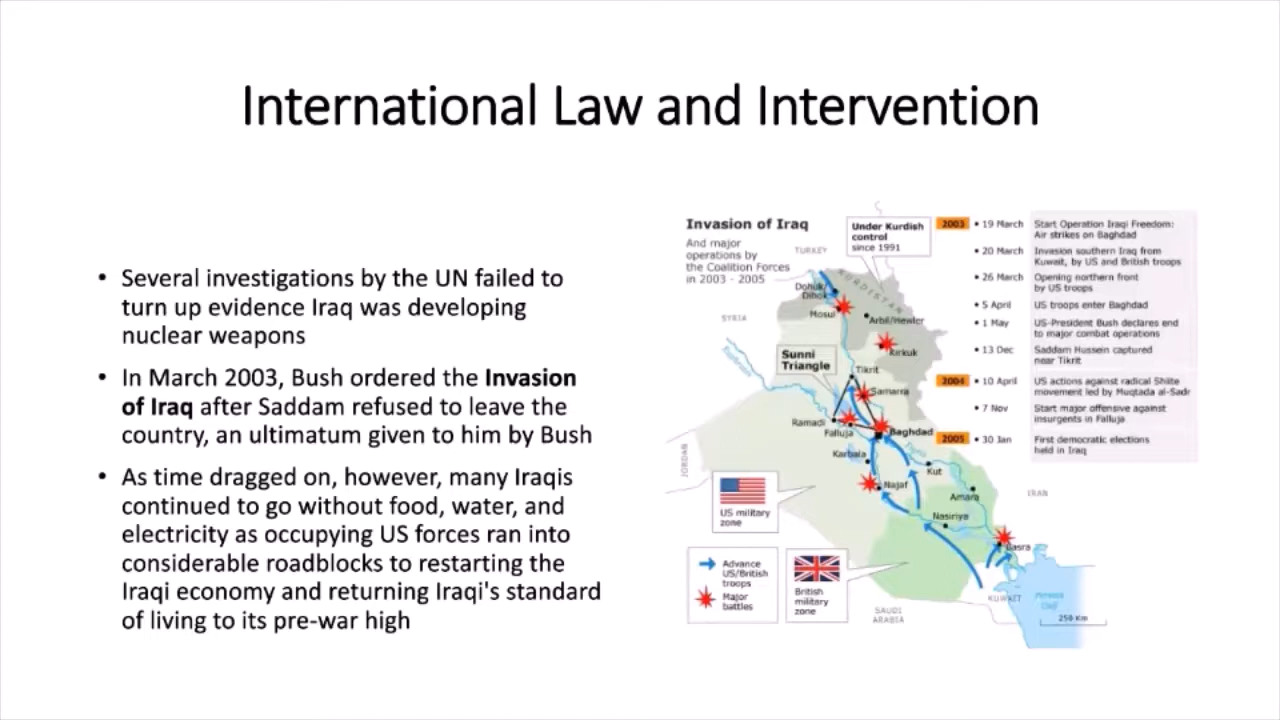 International Law and Intervention
• Several investigations by the UN failed to
turn up evidence Iraq was developing
nuclear weapons
• In March 2003, Bush ordered the Invasion
of Iraq after Saddam refused to leave the
country, an ultimatum given to him by Bush
• As time dragged on, however, many Iraqis
continued to go without food, water, and
electricity as occupying US forces ran into
considerable roadblocks to restarting the
Iraqi economy and returning Iraqi's standard
of living to its pre-war high
Invasion of Iraq
And major
operations by
the Coalition Forces
in 2003 - 2005
Under Kurdish
control
since 1991
TURKEY
KURDISTAN
Dohuk/
Dihok
Mosul
Arbil/Hewler
SYRIA
Kirkuk
Euphrates
Sunni
Triangle
Tikrit
Samarra
Ramadi
Falluja
Baghdad
Karbala
Tigris
Kut
JORDAN
Najaf
Amara
IRAN
US military
zone
Nasiriya
Basra
Advance
US/British
troops
Major
battles
British
military
zone
KUWAIT
Persian
Gulf
SAUDI
ARABIA
250 Km
2003 • 19 March Start Operation Iraqi Freedom:
Air strikes on Baghdad
• 20 March Invasion southern Iraq from
Kuwait, by US and British troops
• 26 March Opening northern front
by US troops
• 5 April US troops enter Baghdad
• 1 May US-President Bush declares end
to major combat operations
• 13 Dec Saddam Hussein captured
near Tikrit
2004 • 10 April US actions against radical Shiite
movement led by Muqtada al-Sadr
• 7 Nov Start major offensive against
insurgents in Falluja
2005 • 30 Jan First democratic elections
held in Iraq